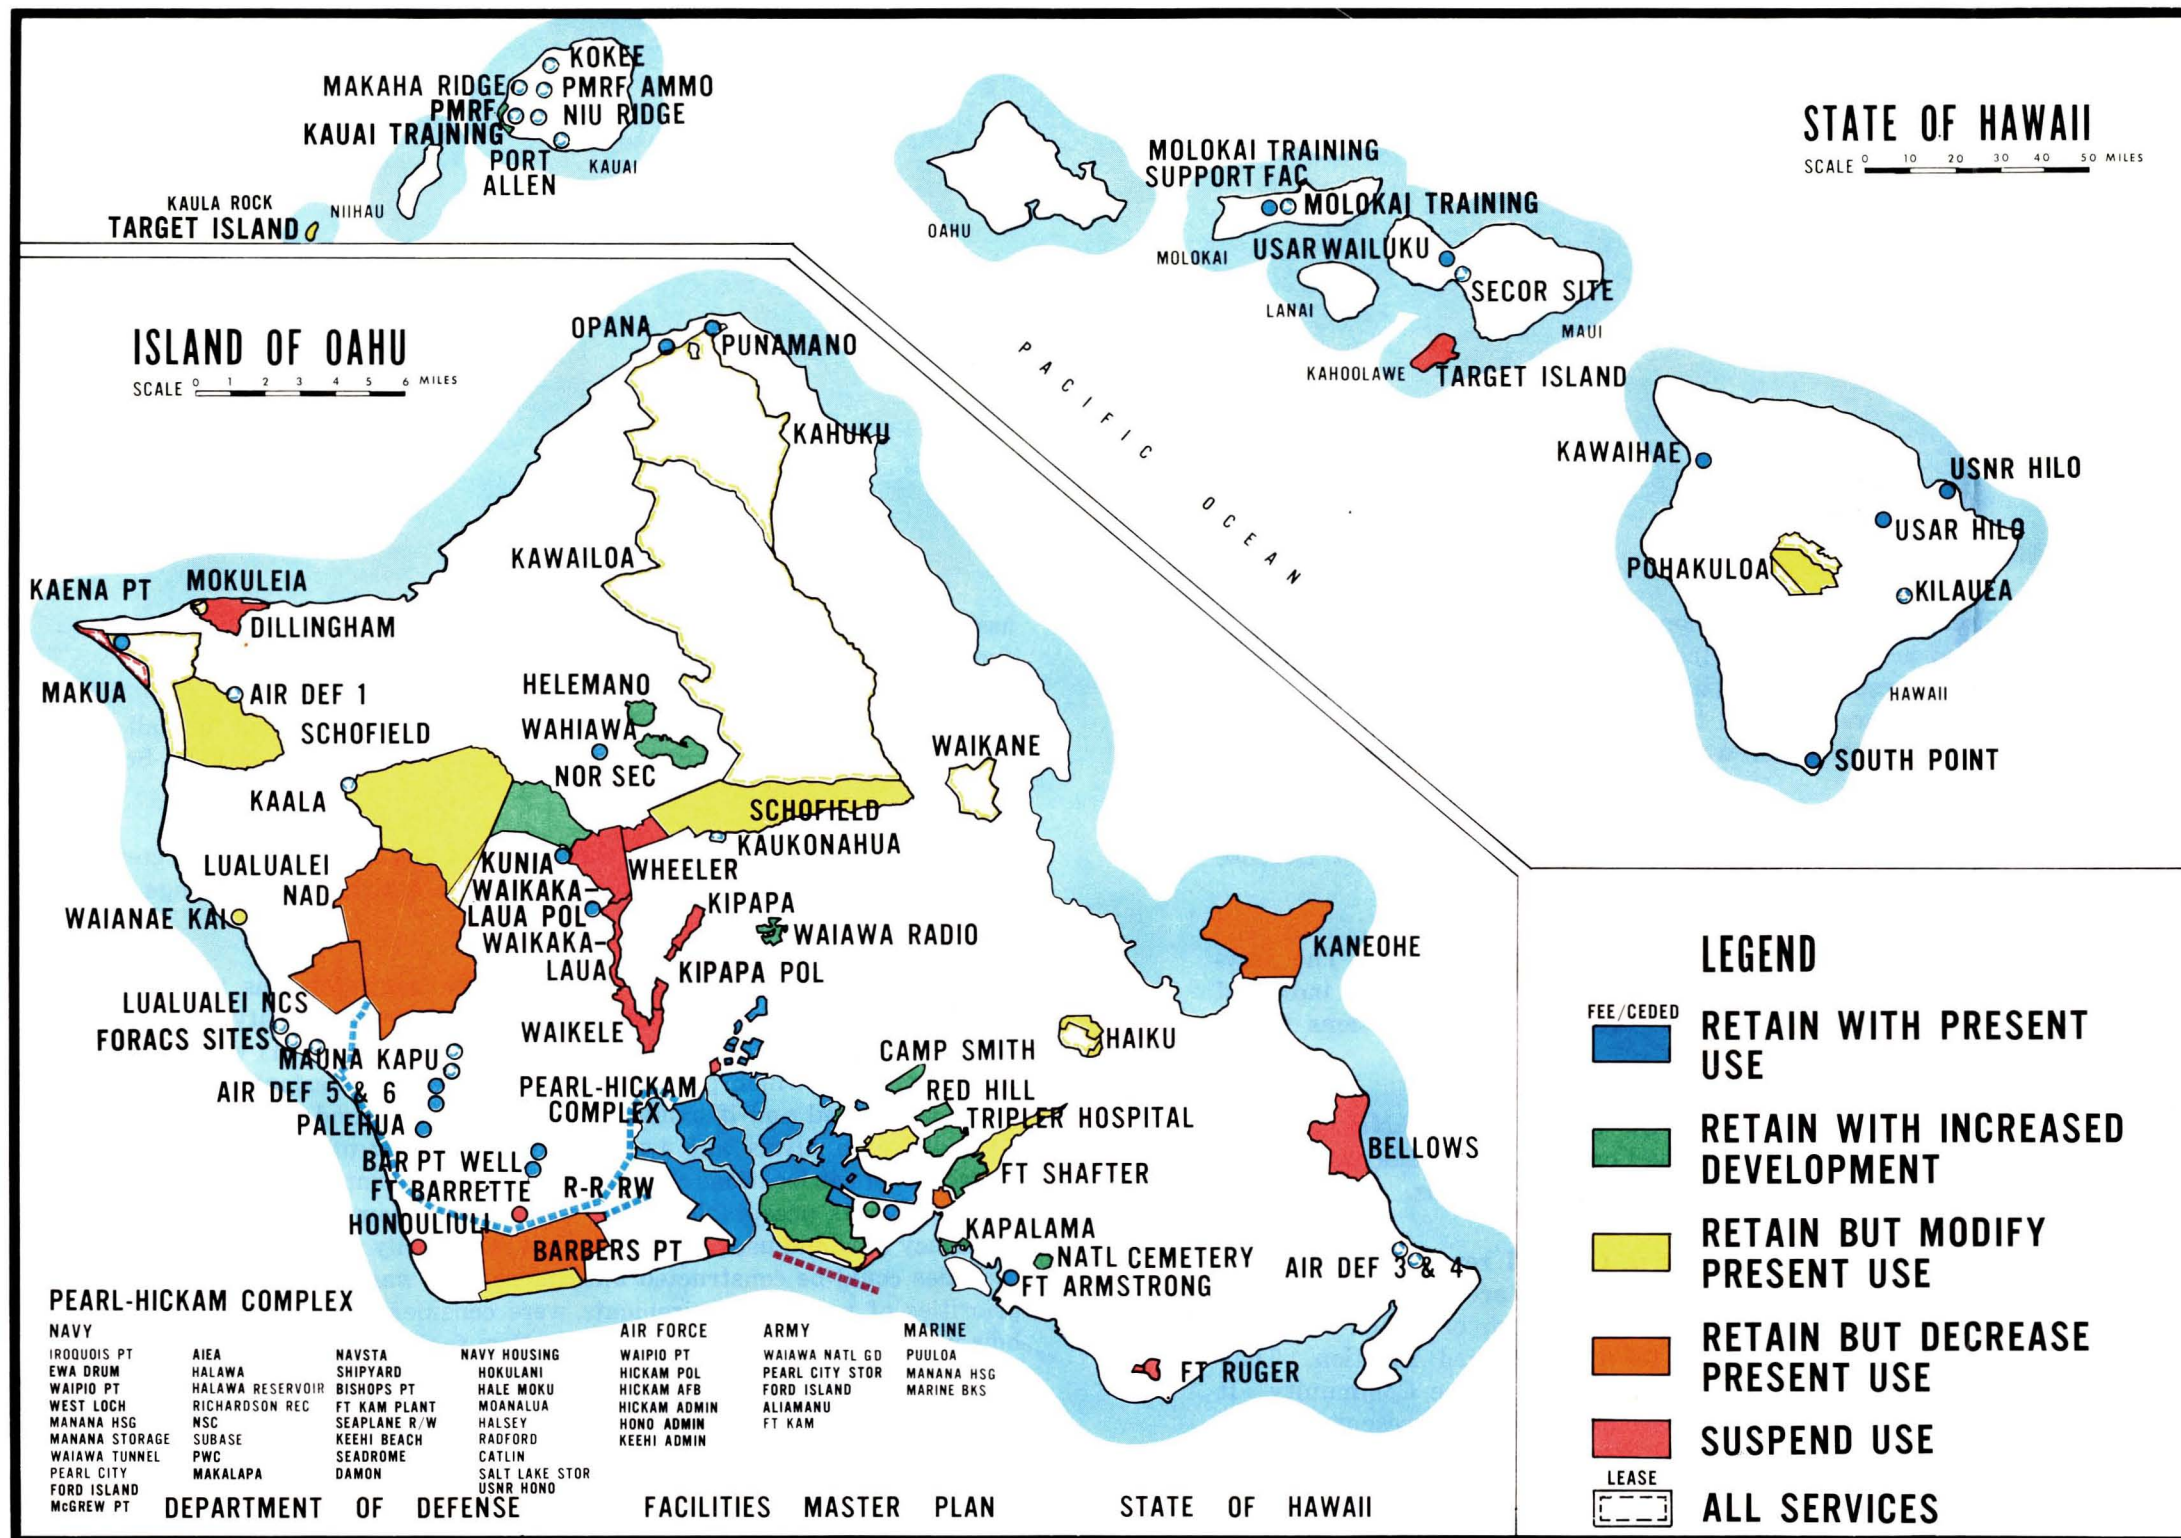 KOKEE
MAKAHA RIDGE
PMRF AMMO
PMRF
NIU RIDGE
KAUAI TRAINING
PORT
ALLEN
KAUAI
KAULA ROCK
TARGET ISLAND
NIIHAU
STATE OF HAWAII
SCALE 0 10 20 30 40 50 MILES
OAHU
MOLOKAI TRAINING
SUPPORT FAC
MOLOKAI TRAINING
MOLOKAI
USAR WAILUKU
SECOR SITE
LANAI
MAUI
KAHOOLAWE
TARGET ISLAND
PACIFIC OCEAN
KAWAIHAE
USNR HILO
USAR HILO
POHAKULOA
KILAUEA
HAWAII
SOUTH POINT
ISLAND OF OAHU
SCALE 0 1 2 3 4 5 6 MILES
OPANA
PUNAMANO
KAHUKU
KAWAILOA
KAENA PT
MOKULEIA
DILLINGHAM
MAKUA
AIR DEF 1
SCHOFIELD
HELEMANO
WAHIAWA
NOR SEC
WAIKANE
KAALA
SCHOFIELD
KAUKONAHUA
LUALUALEI
NAD
KUNIA
WHEELER
WAIKAKA-
LAUA POL
WAIKAKA-
LAUA
KIPAPA
WAIANAE KAI
WAIAWA RADIO
KIPAPA POL
KANEOHE
LUALUALEI NCS
FORACS SITES
WAIKELE
MAUNA KAPU
HAIKU
CAMP SMITH
AIR DEF 5 & 6
PEARL-HICKAM
COMPLEX
RED HILL
TRIPLER HOSPITAL
PALEHUA
BELLOWS
BAR PT WELL
FT BARRETTE
R-R RW
FT SHAFTER
HONOULIULI
BARBERS PT
KAPALAMA
NATL CEMETERY
FT ARMSTRONG
AIR DEF 3 & 4
FT RUGER
PEARL-HICKAM COMPLEX
NAVY
IROQUOIS PT
EWA DRUM
WAIPIO PT
WEST LOCH
MANANA HSG
MANANA STORAGE
WAIAWA TUNNEL
PEARL CITY
FORD ISLAND
McGREW PT
AIEA
HALAWA
HALAWA RESERVOIR
RICHARDSON REC
NSC
SUBASE
PWC
MAKALAPA
NAVSTA
SHIPYARD
BISHOPS PT
FT KAM PLANT
SEAPLANE R/W
KEEHI BEACH
SEADROME
DAMON
NAVY HOUSING
HOKULANI
HALE MOKU
MOANALUA
HALSEY
RADFORD
CATLIN
SALT LAKE STOR
USNR HONO
AIR FORCE
WAIPIO PT
HICKAM POL
HICKAM AFB
HICKAM ADMIN
HONO ADMIN
KEEHI ADMIN
ARMY
WAIAWA NATL GD
PEARL CITY STOR
FORD ISLAND
ALIAMANU
FT KAM
MARINE
PUULOA
MANANA HSG
MARINE BKS
DEPARTMENT OF DEFENSE FACILITIES MASTER PLAN STATE OF HAWAII
LEGEND
FEE/CEDED
RETAIN WITH PRESENT
USE
RETAIN WITH INCREASED
DEVELOPMENT
RETAIN BUT MODIFY
PRESENT USE
RETAIN BUT DECREASE
PRESENT USE
SUSPEND USE
LEASE
ALL SERVICES